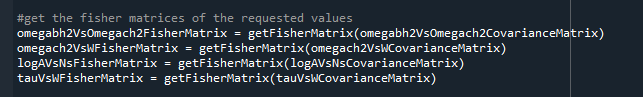 #get the fisher matrices of the requested values
omegabh2VsOmegach2FisherMatrix = getFisherMatrix(omegabh2VsOmegach2CovarianceMatrix)
omegach2VsWFisherMatrix = getFisherMatrix(omegach2VsWCovarianceMatrix)
logAVsNsFisherMatrix = getFisherMatrix(logAVsNsCovarianceMatrix)
tauVsWFisherMatrix = getFisherMatrix(tauVsWCovarianceMatrix)